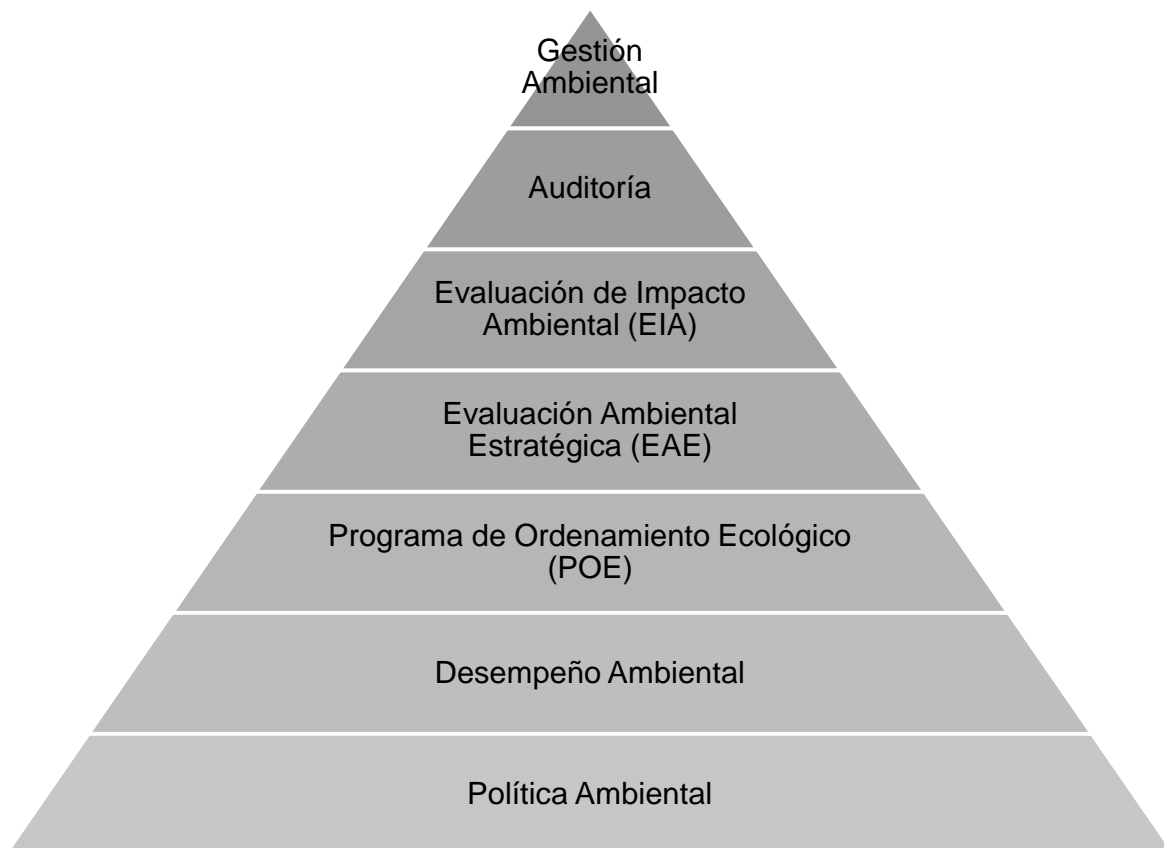 Gestión
Ambiental
Auditoría
Evaluación de Impacto
Ambiental (EIA)
Evaluación Ambiental
Estratégica (EAE)
Programa de Ordenamiento Ecológico
(POE)
Desempeño Ambiental
Política Ambiental